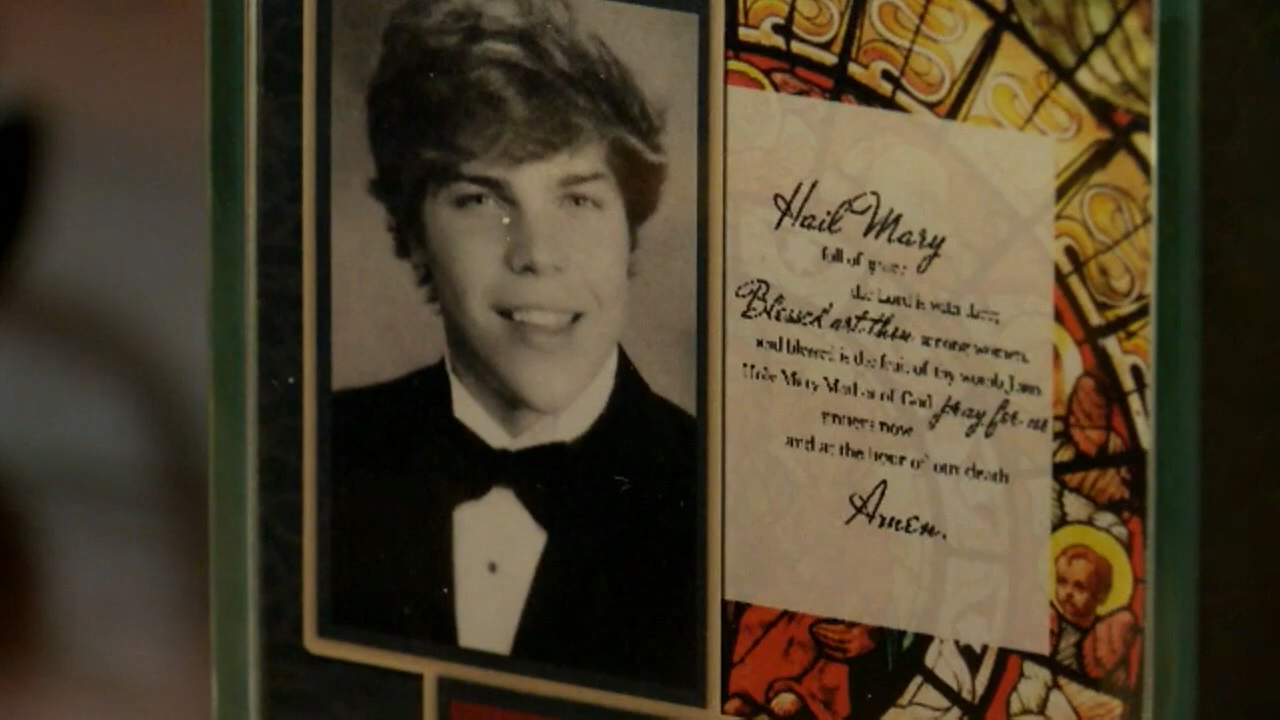 Hail Mary
full of grace
the Lord is with thee
Blessed art thou among women
and blessed is the fruit of thy womb Jesus
Holy Mary Mother of God pray for us
sinners now
and at the hour of our death
Amen.